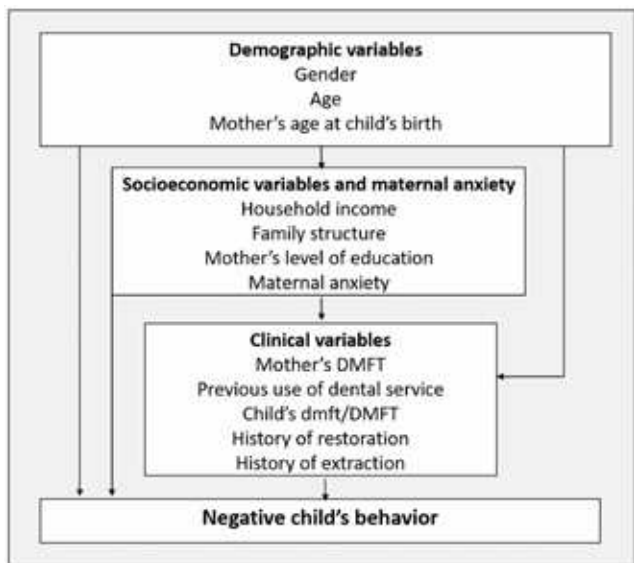 Demographic variables
Gender
Age
Mother's age at child's birth
Socioeconomic variables and maternal anxiety
Household income
Family structure
Mother's level of education
Maternal anxiety
Clinical variables
Mother's DMFT
Previous use of dental service
Child's dmft/DMFT
History of restoration
History of extraction
Negative child's behavior